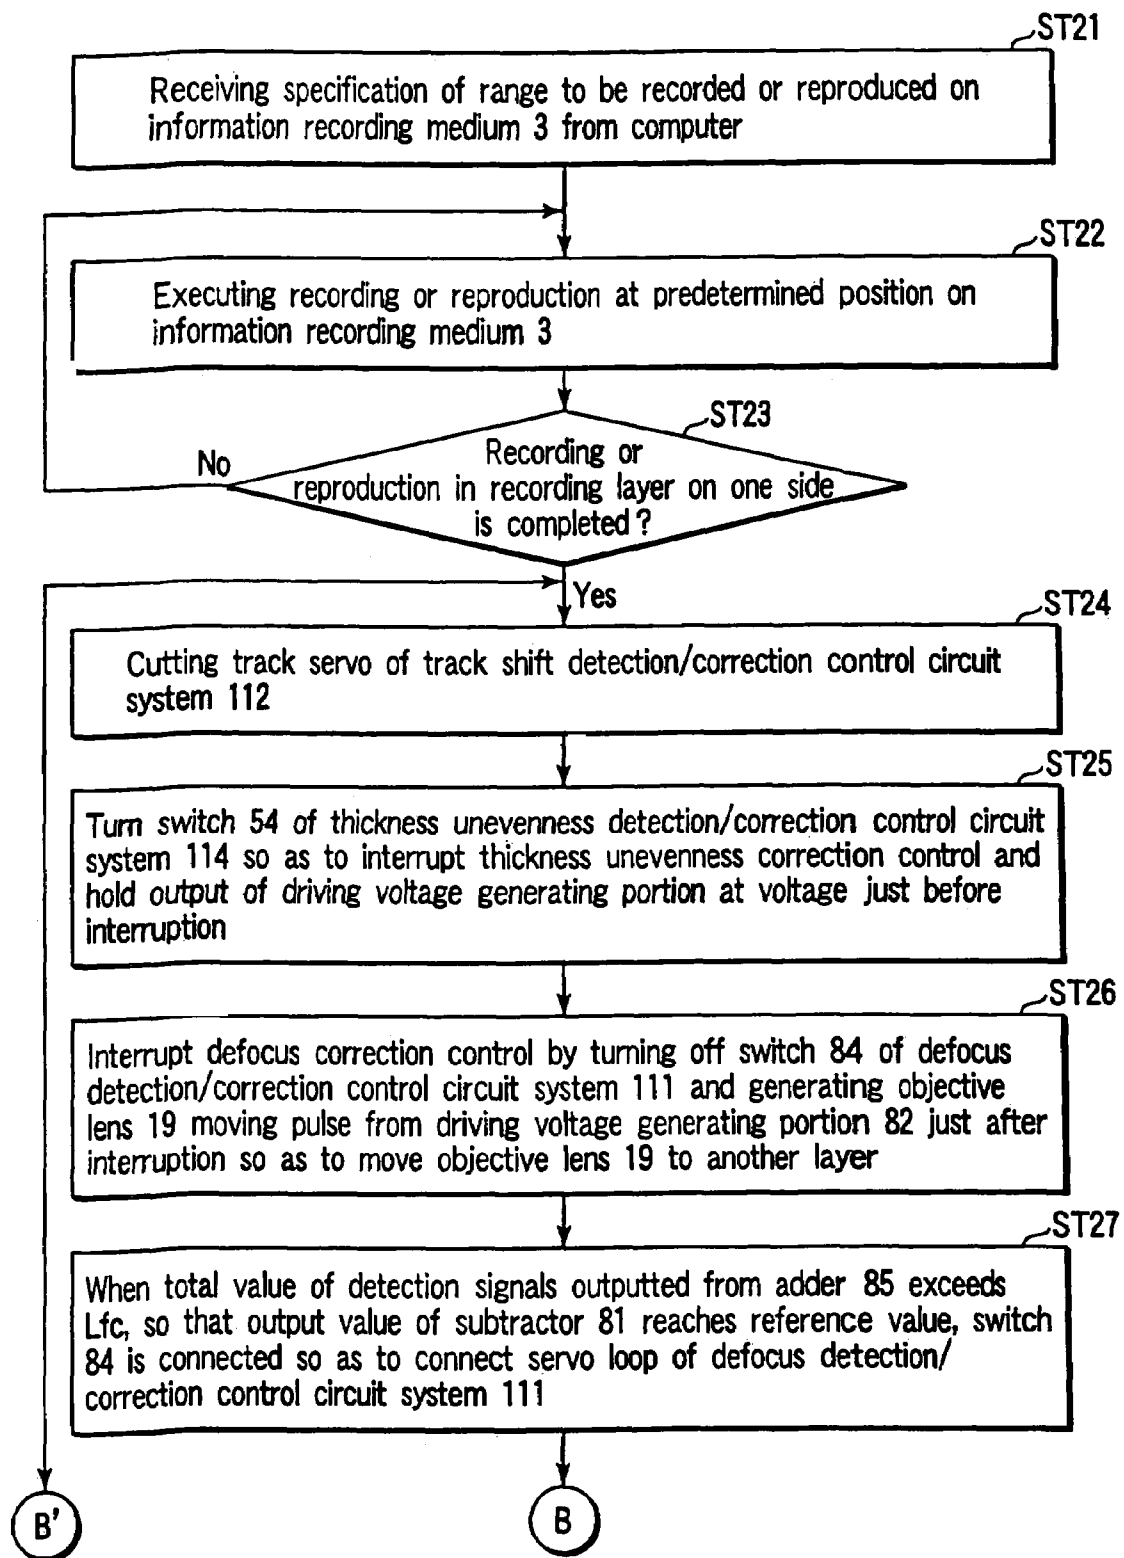 ST21
Receiving specification of range to be recorded or reproduced on
information recording medium 3 from computer
ST22
Executing recording or reproduction at predetermined position on
information recording medium 3
ST23
No
Recording or
reproduction in recording layer on one side
is completed?
Yes
ST24
Cutting track servo of track shift detection/correction control circuit
system 112
ST25
Turn switch 54 of thickness unevenness detection/correction control circuit
system 114 so as to interrupt thickness unevenness correction control and
hold output of driving voltage generating portion at voltage just before
interruption
ST26
Interrupt defocus correction control by turning off switch 84 of defocus
detection/correction control circuit system 111 and generating objective
lens 19 moving pulse from driving voltage generating portion 82 just after
interruption so as to move objective lens 19 to another layer
ST27
When total value of detection signals outputted from adder 85 exceeds
Lfc, so that output value of subtractor 81 reaches reference value, switch
84 is connected so as to connect servo loop of defocus detection/
correction control circuit system 111
B'
B